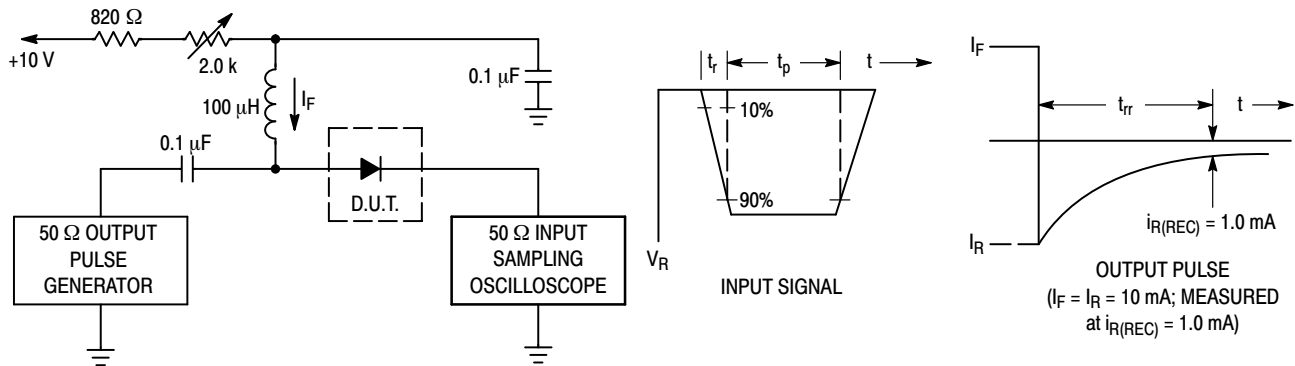 820 Ω
+10 V
2.0 k
100 μH
I_F
0.1 μF
0.1 μF
D.U.T.
50 Ω OUTPUT
PULSE
GENERATOR
50 Ω INPUT
SAMPLING
OSCILLOSCOPE
t_r
t_p
t
10%
90%
V_R
INPUT SIGNAL
I_F
t_rr
t
I_R
i_R(REC) = 1.0 mA
OUTPUT PULSE
(I_F = I_R = 10 mA; MEASURED
at i_R(REC) = 1.0 mA)